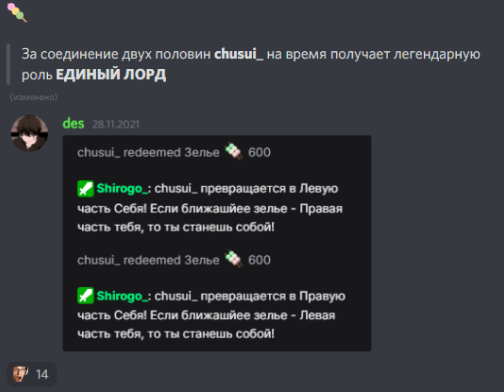 За соединение двух половин chusui_ на время получает легендарную
роль ЕДИНЫЙ ЛОРД
(изменено)
des 28.11.2021
chusui_ redeemed Зелье 600
Shirogo_: chusui_ превращается в Левую
часть Себя! Если ближашйее зелье - Правая
часть тебя, то ты станешь собой!
chusui_ redeemed Зелье 600
Shirogo_: chusui_ превращается в Правую
часть Себя! Если ближашйее зелье - Левая
часть тебя, то ты станешь собой!
14